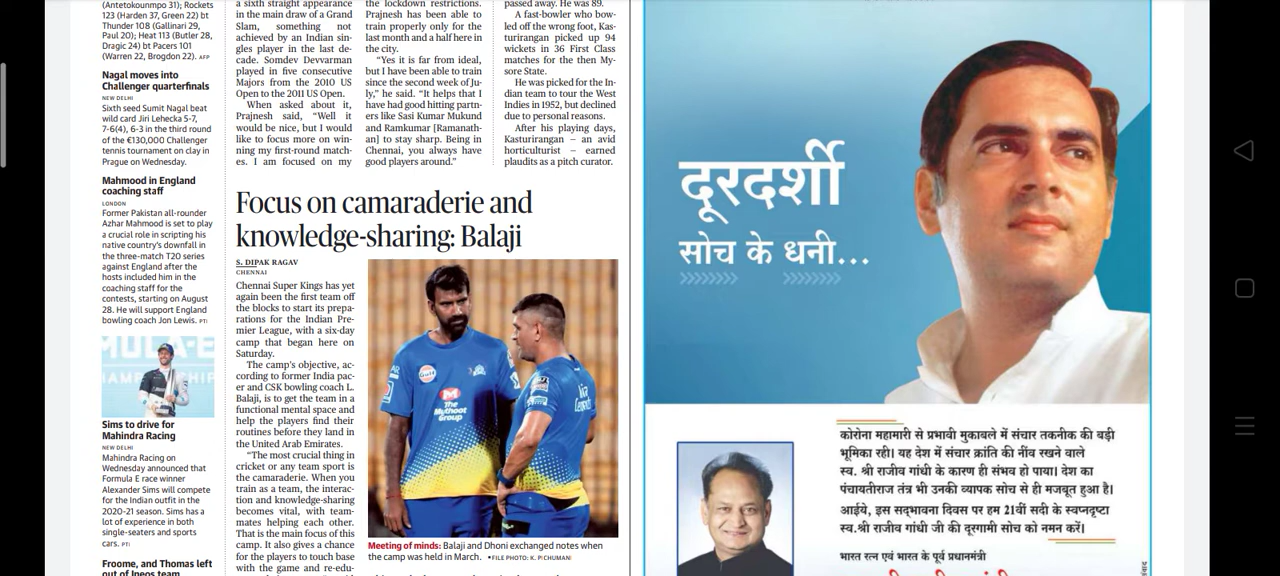 (Antetokounmpo 31); Rockets
123 (Harden 37, Green 22) bt
Thunder 108 (Gallinari 29,
Paul 20); Heat 113 (Butler 28,
Dragic 24) bt Pacers 101
(Warren 22, Brogdon 22). AFP
Nagal moves into
Challenger quarterfinals
NEW DELHI
Sixth seed Sumit Nagal beat
wild card Jiri Lehecka 5-7,
7-6(4), 6-3 in the third round
of the €130,000 Challenger
tennis tournament on clay in
Prague on Wednesday.
Mahmood in England
coaching staff
LONDON
Former Pakistan all-rounder
Azhar Mahmood is set to play
a crucial role in scripting his
native country's downfall in
the three-match T20 series
against England after the
hosts included him in the
coaching staff for the
contests, starting on August
28. He will support England
bowling coach Jon Lewis. PTI
Sims to drive for
Mahindra Racing
NEW DELHI
Mahindra Racing on
Wednesday announced that
Formula E race winner
Alexander Sims will compete
for the Indian outfit in the
2020-21 season. Sims has a
lot of experience in both
single-seaters and sports
cars. PTI
Froome, and Thomas left
out of Ineos team
a sixth straight appearance
in the main draw of a Grand
Slam, something not
achieved by an Indian sin-
gles player in the last de-
cade. Somdev Devvarman
played in five consecutive
Majors from the 2010 US
Open to the 2011 US Open.
When asked about it,
Prajnesh said, "Well it
would be nice, but I would
like to focus more on win-
ning my first-round match-
es. I am focused on my
the lockdown restrictions.
Prajnesh has been able to
train properly only for the
last month and a half here in
the city.
"Yes it is far from ideal,
but I have been able to train
since the second week of Ju-
ly," he said. "It helps that I
have had good hitting partn-
ers like Sasi Kumar Mukund
and Ramkumar [Ramanath-
an] to stay sharp. Being in
Chennai, you always have
good players around."
passed away. He was 89.
A fast-bowler who bow-
led off the wrong foot, Kas-
turirangan picked up 94
wickets in 36 First Class
matches for the then My-
sore State.
He was picked for the In-
dian team to tour the West
Indies in 1952, but declined
due to personal reasons.
After his playing days,
Kasturirangan – an avid
horticulturist – earned
plaudits as a pitch curator.
Focus on camaraderie and
knowledge-sharing: Balaji
S. DIPAK RAGAV
CHENNAI
Chennai Super Kings has yet
again been the first team off
the blocks to start its prepa-
rations for the Indian Pre-
mier League, with a six-day
camp that began here on
Saturday.
The camp's objective, ac-
cording to former India pac-
er and CSK bowling coach L.
Balaji, is to get the team in a
functional mental space and
help the players find their
routines before they land in
the United Arab Emirates.
"The most crucial thing in
cricket or any team sport is
the camaraderie. When you
train as a team, the interac-
tion and knowledge-sharing
becomes vital, with team-
mates helping each other.
That is the main focus of this
camp. It also gives a chance
for the players to touch base
with the game and re-edu-
Gulf
The
Muthoot
Group
Meeting of minds: Balaji and Dhoni exchanged notes when
the camp was held in March. •FILE PHOTO: K. PICHUMANI
दूरदर्शी
सोच के धनी...
कोरोना महामारी से प्रभावी मुकाबले में संचार तकनीक की बड़ी
भूमिका रही। यह देश में संचार क्रांति की नींव रखने वाले
स्व. श्री राजीव गांधी के कारण ही संभव हो पाया। देश का
पंचायतीराज तंत्र भी उनकी व्यापक सोच से ही मजबूत हुआ है।
आईये, इस सद्भावना दिवस पर हम 21वीं सदी के स्वप्नदृष्टा
स्व.श्री राजीव गांधी जी की दूरगामी सोच को नमन करें।
भारत रत्न एवं भारत के पूर्व प्रधानमंत्री